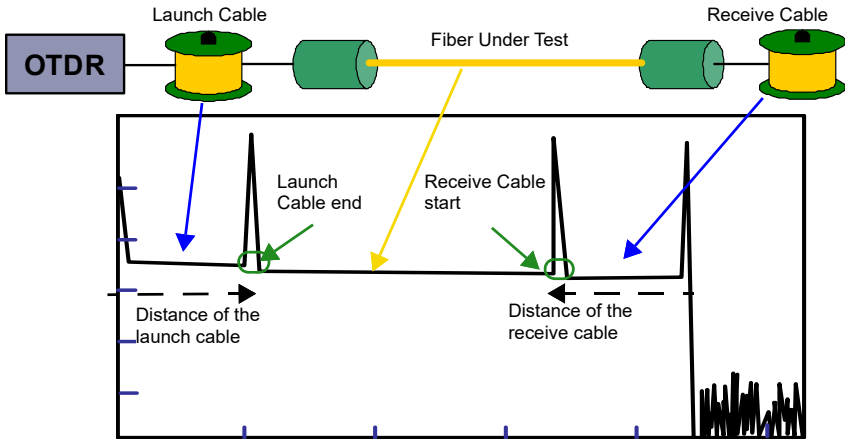 Launch Cable
Receive Cable
OTDR
Fiber Under Test
Launch
Cable end
Receive Cable
start
Distance of the
launch cable
Distance of the
receive cable